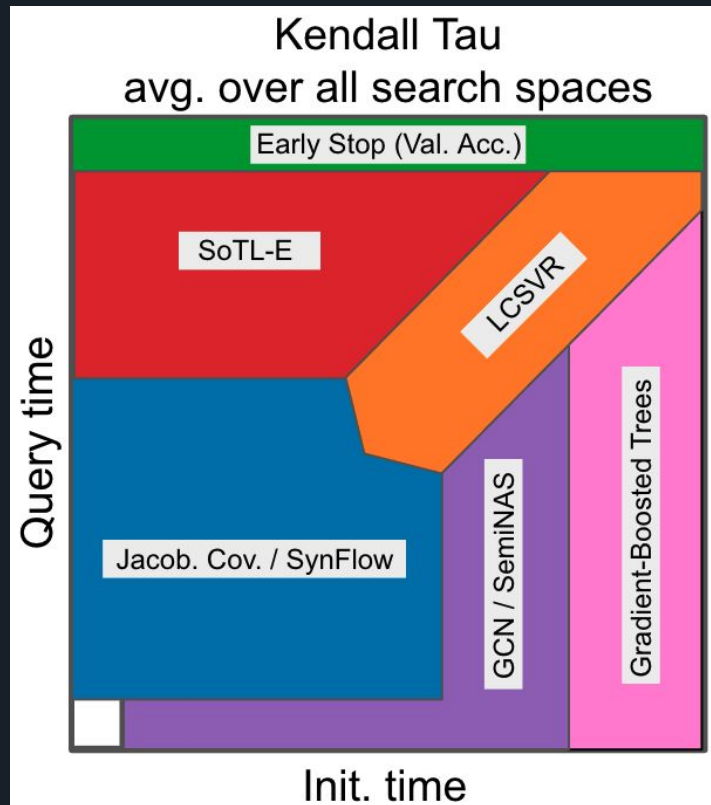 Kendall Tau
avg. over all search spaces
Early Stop (Val. Acc.)
SoTL-E
LCSVR
Query time
Jacob. Cov. / SynFlow
GCN / SemiNAS
Gradient-Boosted Trees
Init. time